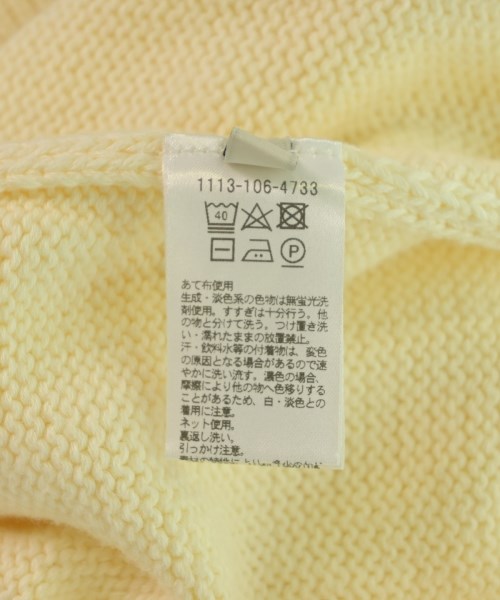 1113-106-4733
40
P
あて布使用
生成・淡色系の色物は無蛍光洗
剤使用。すすぎは十分行う。他
の物と分けて洗う。つけ置き洗
い・濡れたままの放置禁止。
汗・飲料水等の付着物は、変色
の原因となる場合があるので速
やかに洗い流す。濃色の場合、
摩擦により他の物へ色移りする
ことがあるため、白・淡色との
着用に注意。
ネット使用。
裏返し洗い。
引っかけ注意。